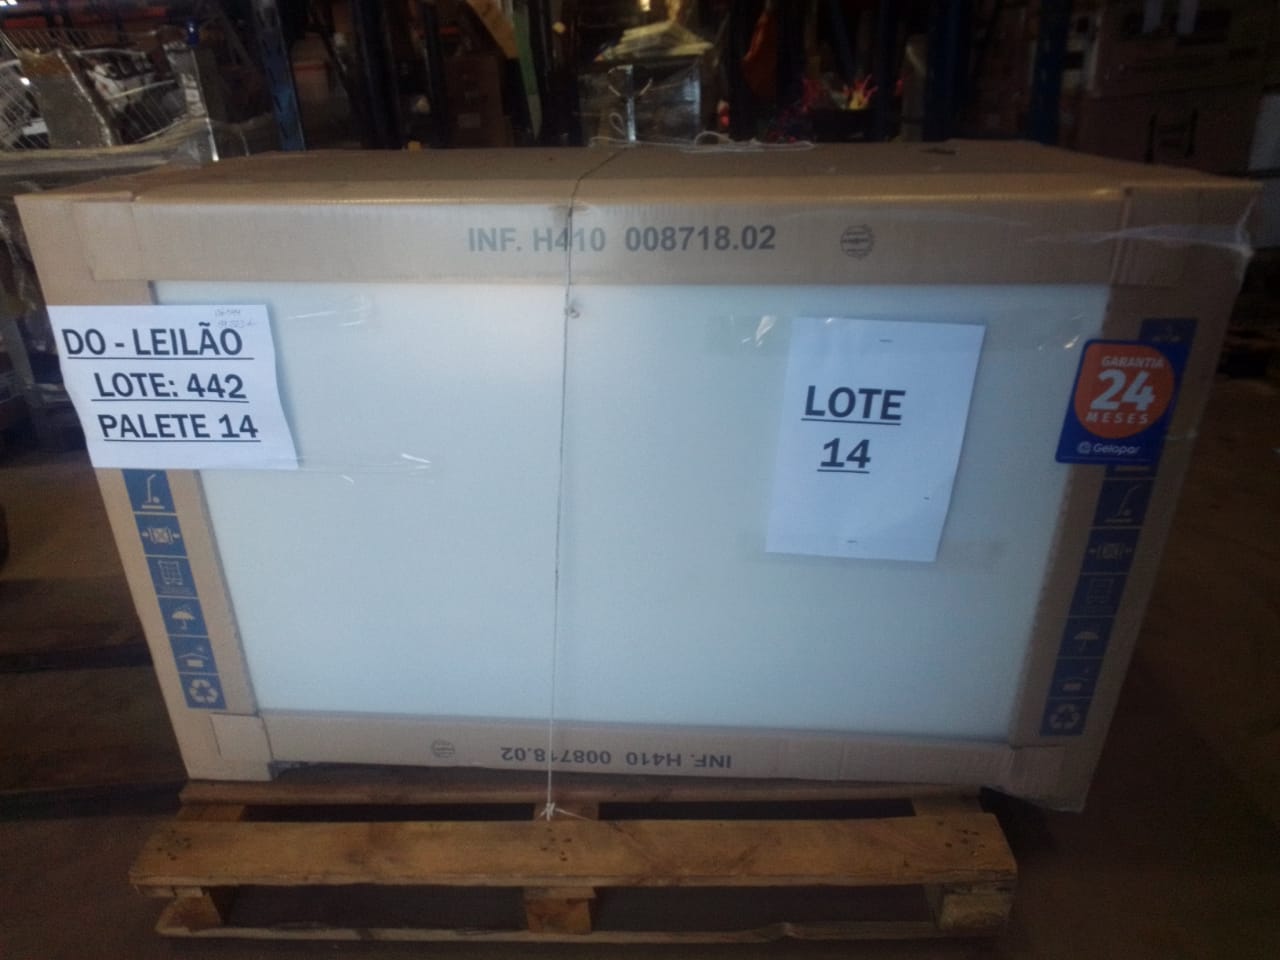 INF. H410 008718.02
DO - LEILÃO
LOTE: 442
PALETE 14
LOTE
14
GARANTIA
24
MESES
Gelopar
INF. H410 008718.02